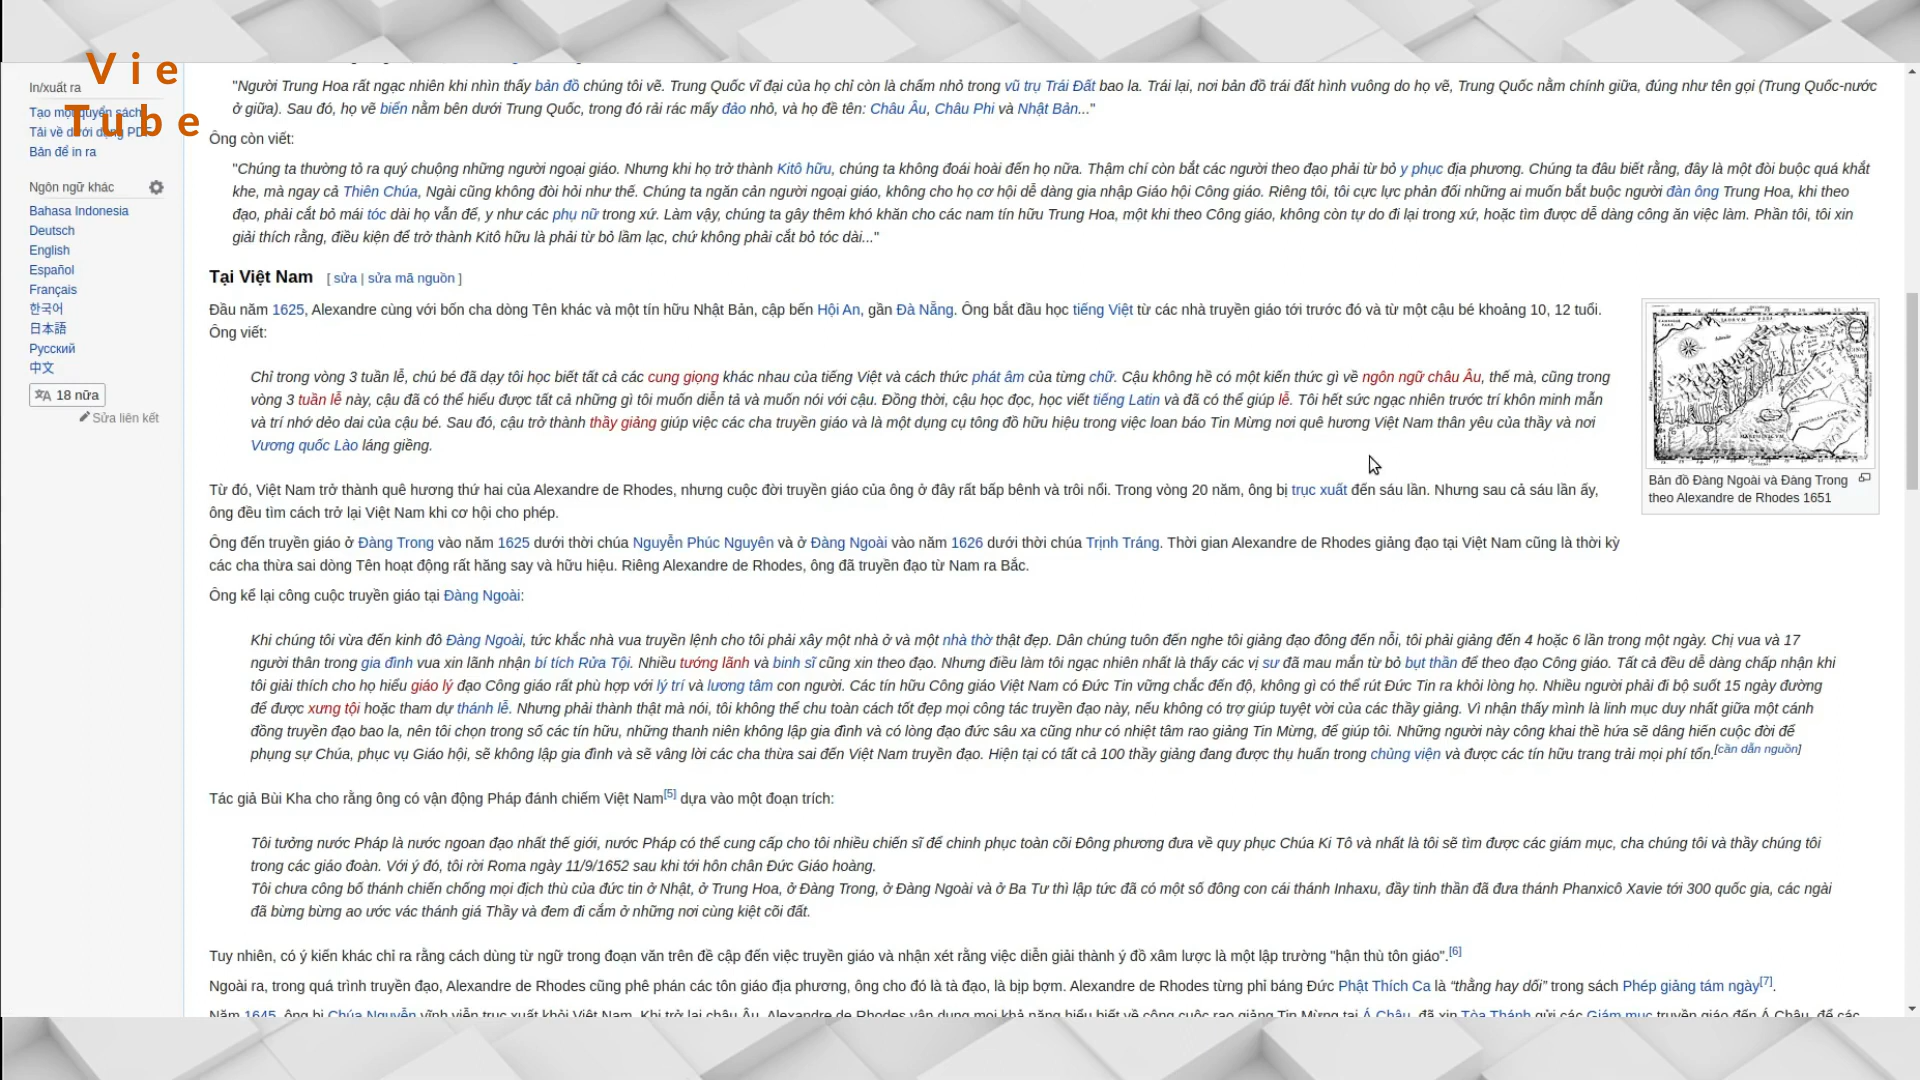 Vie
Tube
In/xuất ra
Tạo một quyển sách
Tải về dưới dạng PDF
Bản để in ra
Ngôn ngữ khác
Bahasa Indonesia
Deutsch
English
Español
Français
한국어
日本語
Русский
中文
18 nữa
Sửa liên kết
"Người Trung Hoa rất ngạc nhiên khi nhìn thấy bản đồ chúng tôi vẽ. Trung Quốc vĩ đại của họ chỉ còn là chấm nhỏ trong vũ trụ Trái Đất bao la. Trái lại, nơi bản đồ trái đất hình vuông do họ vẽ, Trung Quốc nằm chính giữa, đúng như tên gọi (Trung Quốc-nước
ở giữa). Sau đó, họ vẽ biển nằm bên dưới Trung Quốc, trong đó rải rác mấy đảo nhỏ, và họ đề tên: Châu Âu, Châu Phi và Nhật Bản..."
Ông còn viết:
"Chúng ta thường tỏ ra quý chuộng những người ngoại giáo. Nhưng khi họ trở thành Kitô hữu, chúng ta không đoái hoài đến họ nữa. Thậm chí còn bắt các người theo đạo phải từ bỏ y phục địa phương. Chúng ta đâu biết rằng, đây là một đòi buộc quá khắt
khe, mà ngay cả Thiên Chúa, Ngài cũng không đòi hỏi như thế. Chúng ta ngăn cản người ngoại giáo, không cho họ cơ hội dễ dàng gia nhập Giáo hội Công giáo. Riêng tôi, tôi cực lực phản đối những ai muốn bắt buộc người đàn ông Trung Hoa, khi theo
đạo, phải cắt bỏ mái tóc dài họ vẫn để, y như các phụ nữ trong xứ. Làm vậy, chúng ta gây thêm khó khăn cho các nam tín hữu Trung Hoa, một khi theo Công giáo, không còn tự do đi lại trong xứ, hoặc tìm được dễ dàng công ăn việc làm. Phần tôi, tôi xin
giải thích rằng, điều kiện để trở thành Kitô hữu là phải từ bỏ lầm lạc, chứ không phải cắt bỏ tóc dài..."
Tại Việt Nam [ sửa | sửa mã nguồn ]
Đầu năm 1625, Alexandre cùng với bốn cha dòng Tên khác và một tín hữu Nhật Bản, cập bến Hội An, gần Đà Nẵng. Ông bắt đầu học tiếng Việt từ các nhà truyền giáo tới trước đó và từ một cậu bé khoảng 10, 12 tuổi.
Ông viết:
Chỉ trong vòng 3 tuần lễ, chú bé đã dạy tôi học biết tất cả các cung giọng khác nhau của tiếng Việt và cách thức phát âm của từng chữ. Cậu không hề có một kiến thức gì về ngôn ngữ châu Âu, thế mà, cũng trong
vòng 3 tuần lễ này, cậu đã có thể hiểu được tất cả những gì tôi muốn diễn tả và muốn nói với cậu. Đồng thời, cậu học đọc, học viết tiếng Latin và đã có thể giúp lễ. Tôi hết sức ngạc nhiên trước trí khôn minh mẫn
và trí nhớ dẻo dai của cậu bé. Sau đó, cậu trở thành thầy giảng giúp việc các cha truyền giáo và là một dụng cụ tông đồ hữu hiệu trong việc loan báo Tin Mừng nơi quê hương Việt Nam thân yêu của thầy và nơi
Vương quốc Lào láng giềng.
Bản đồ Đàng Ngoài và Đàng Trong
theo Alexandre de Rhodes 1651
Từ đó, Việt Nam trở thành quê hương thứ hai của Alexandre de Rhodes, nhưng cuộc đời truyền giáo của ông ở đây rất bấp bênh và trôi nổi. Trong vòng 20 năm, ông bị trục xuất đến sáu lần. Nhưng sau cả sáu lần ấy,
ông đều tìm cách trở lại Việt Nam khi cơ hội cho phép.
Ông đến truyền giáo ở Đàng Trong vào năm 1625 dưới thời chúa Nguyễn Phúc Nguyên và ở Đàng Ngoài vào năm 1626 dưới thời chúa Trịnh Tráng. Thời gian Alexandre de Rhodes giảng đạo tại Việt Nam cũng là thời kỳ
các cha thừa sai dòng Tên hoạt động rất hăng say và hữu hiệu. Riêng Alexandre de Rhodes, ông đã truyền đạo từ Nam ra Bắc.
Ông kể lại công cuộc truyền giáo tại Đàng Ngoài:
Khi chúng tôi vừa đến kinh đô Đàng Ngoài, tức khắc nhà vua truyền lệnh cho tôi phải xây một nhà ở và một nhà thờ thật đẹp. Dân chúng tuôn đến nghe tôi giảng đạo đông đến nỗi, tôi phải giảng đến 4 hoặc 6 lần trong một ngày. Chị vua và 17
người thân trong gia đình vua xin lãnh nhận bí tích Rửa Tội. Nhiều tướng lãnh và binh sĩ cũng xin theo đạo. Nhưng điều làm tôi ngạc nhiên nhất là thấy các vị sư đã mau mắn từ bỏ bụt thần để theo đạo Công giáo. Tất cả đều dễ dàng chấp nhận khi
tôi giải thích cho họ hiểu giáo lý đạo Công giáo rất phù hợp với lý trí và lương tâm con người. Các tín hữu Công giáo Việt Nam có Đức Tin vững chắc đến độ, không gì có thể rút Đức Tin ra khỏi lòng họ. Nhiều người phải đi bộ suốt 15 ngày đường
để được xưng tội hoặc tham dự thánh lễ. Nhưng phải thành thật mà nói, tôi không thể chu toàn cách tốt đẹp mọi công tác truyền đạo này, nếu không có trợ giúp tuyệt vời của các thầy giảng. Vì nhận thấy mình là linh mục duy nhất giữa một cánh
đồng truyền đạo bao la, nên tôi chọn trong số các tín hữu, những thanh niên không lập gia đình và có lòng đạo đức sâu xa cũng như có nhiệt tâm rao giảng Tin Mừng, để giúp tôi. Những người này công khai thề hứa sẽ dâng hiến cuộc đời để
phụng sự Chúa, phục vụ Giáo hội, sẽ không lập gia đình và sẽ vâng lời các cha thừa sai đến Việt Nam truyền đạo. Hiện tại có tất cả 100 thầy giảng đang được thụ huấn trong chủng viện và được các tín hữu trang trải mọi phí tổn.[cần dẫn nguồn]
Tác giả Bùi Kha cho rằng ông có vận động Pháp đánh chiếm Việt Nam[5] dựa vào một đoạn trích:
Tôi tưởng nước Pháp là nước ngoan đạo nhất thế giới, nước Pháp có thể cung cấp cho tôi nhiều chiến sĩ để chinh phục toàn cõi Đông phương đưa về quy phục Chúa Ki Tô và nhất là tôi sẽ tìm được các giám mục, cha chúng tôi và thầy chúng tôi
trong các giáo đoàn. Với ý đó, tôi rời Roma ngày 11/9/1652 sau khi tới hôn chân Đức Giáo hoàng.
Tôi chưa công bố thánh chiến chống mọi địch thù của đức tin ở Nhật, ở Trung Hoa, ở Đàng Trong, ở Đàng Ngoài và ở Ba Tư thì lập tức đã có một số đông con cái thánh Inhaxu, đầy tinh thần đã đưa thánh Phanxicô Xavie tới 300 quốc gia, các ngài
đã bừng bừng ao ước vác thánh giá Thầy và đem đi cắm ở những nơi cùng kiệt cõi đất.
Tuy nhiên, có ý kiến khác chỉ ra rằng cách dùng từ ngữ trong đoạn văn trên đề cập đến việc truyền giáo và nhận xét rằng việc diễn giải thành ý đồ xâm lược là một lập trường "hận thù tôn giáo".[6]
Ngoài ra, trong quá trình truyền đạo, Alexandre de Rhodes cũng phê phán các tôn giáo địa phương, ông cho đó là tà đạo, là bịp bợm. Alexandre de Rhodes từng phỉ báng Đức Phật Thích Ca là “thằng hay dối” trong sách Phép giảng tám ngày[7].
Năm 1645, ông bị Chúa Nguyễn vĩnh viễn trục xuất khỏi Việt Nam. Khi trở lại châu Âu, Alexandre de Rhodes vận dụng mọi khả năng hiểu biết về công cuộc rao giảng Tin Mừng tại Á Châu, đã xin Tòa Thánh gửi các Giám mục truyền giáo đến Á Châu, để các